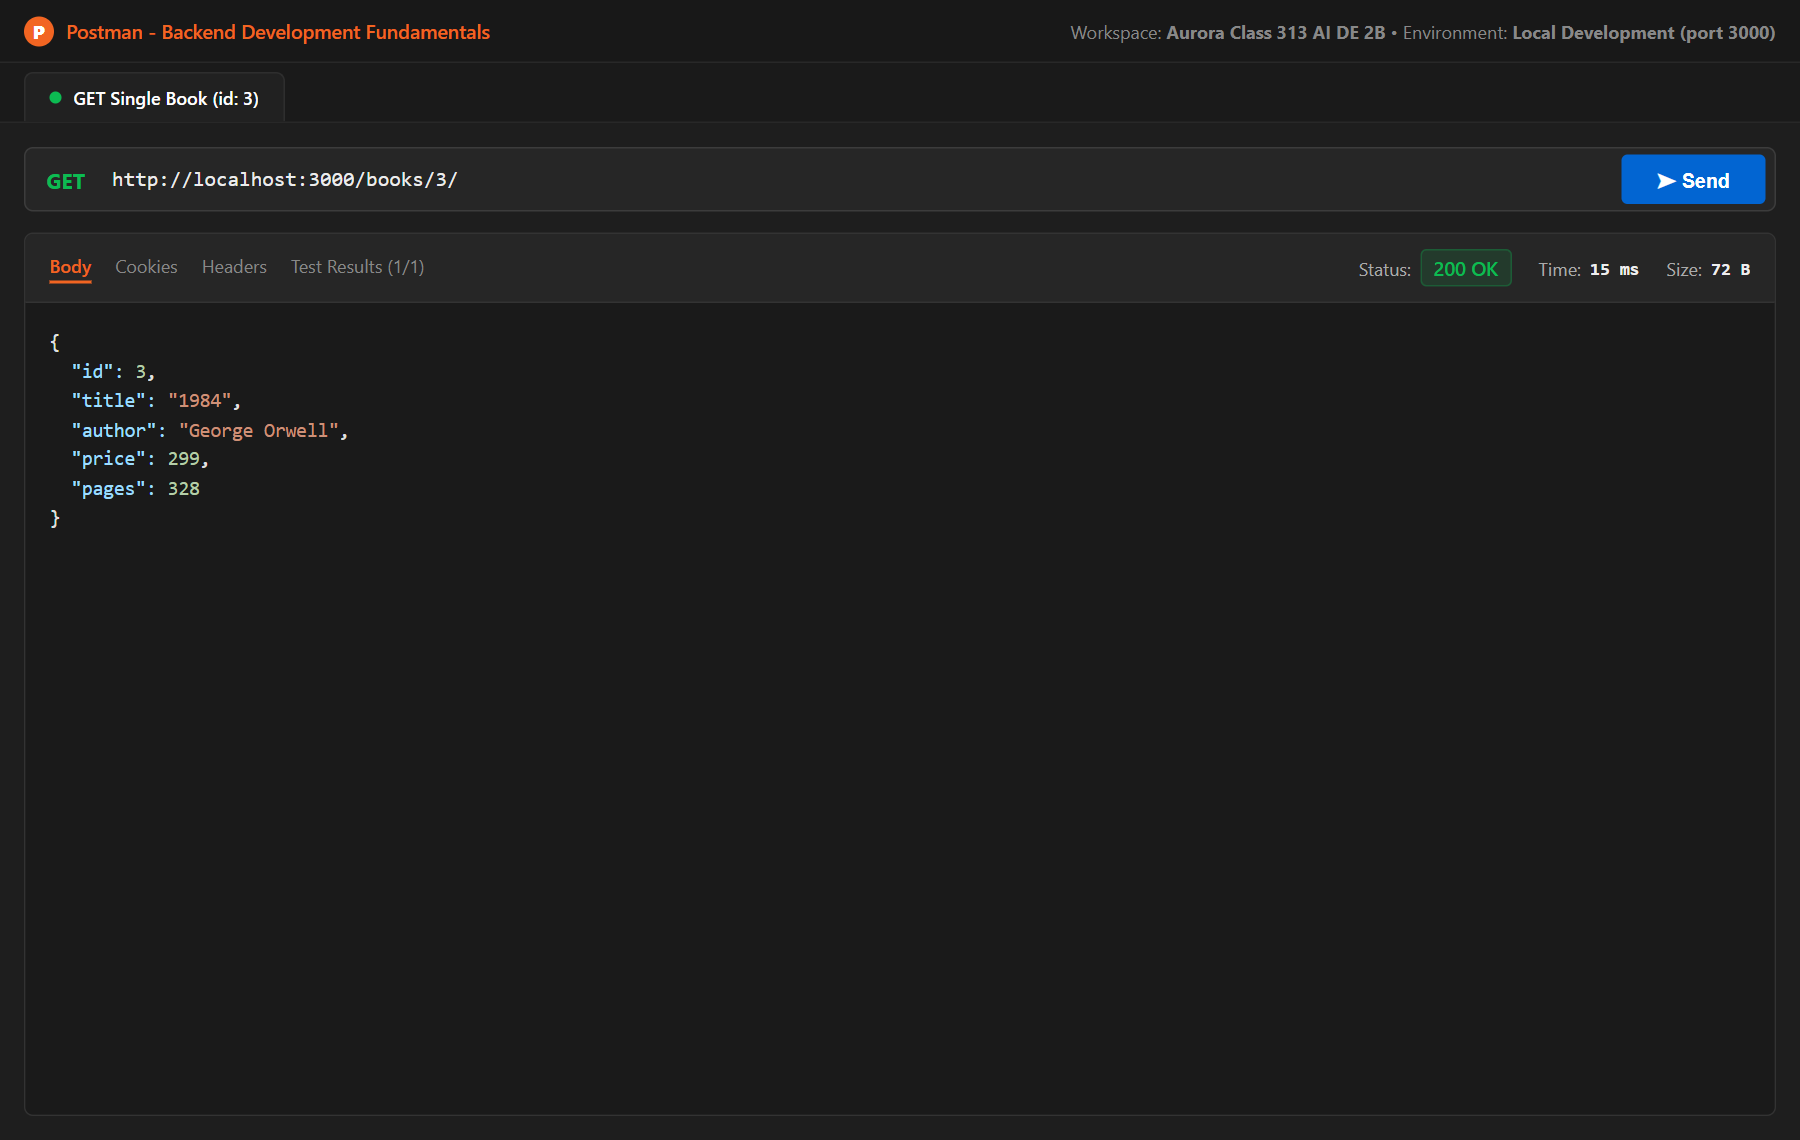 P Postman - Backend Development Fundamentals
Workspace: Aurora Class 313 AI DE 2B • Environment: Local Development (port 3000)
GET Single Book (id: 3)
GET http://localhost:3000/books/3/
➤ Send
Body Cookies Headers Test Results (1/1)
Status: 200 OK Time: 15 ms Size: 72 B
{
  "id": 3,
  "title": "1984",
  "author": "George Orwell",
  "price": 299,
  "pages": 328
}